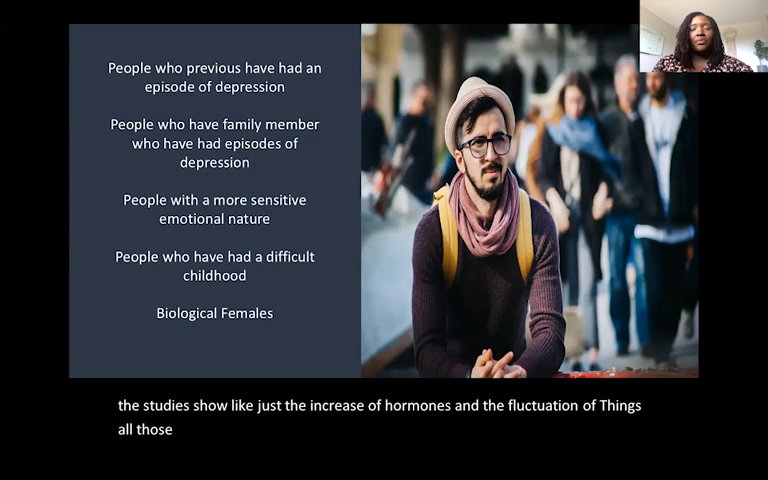 People who previous have had an
episode of depression
People who have family member
who have had episodes of
depression
People with a more sensitive
emotional nature
People who have had a difficult
childhood
Biological Females
the studies show like just the increase of hormones and the fluctuation of Things
all those